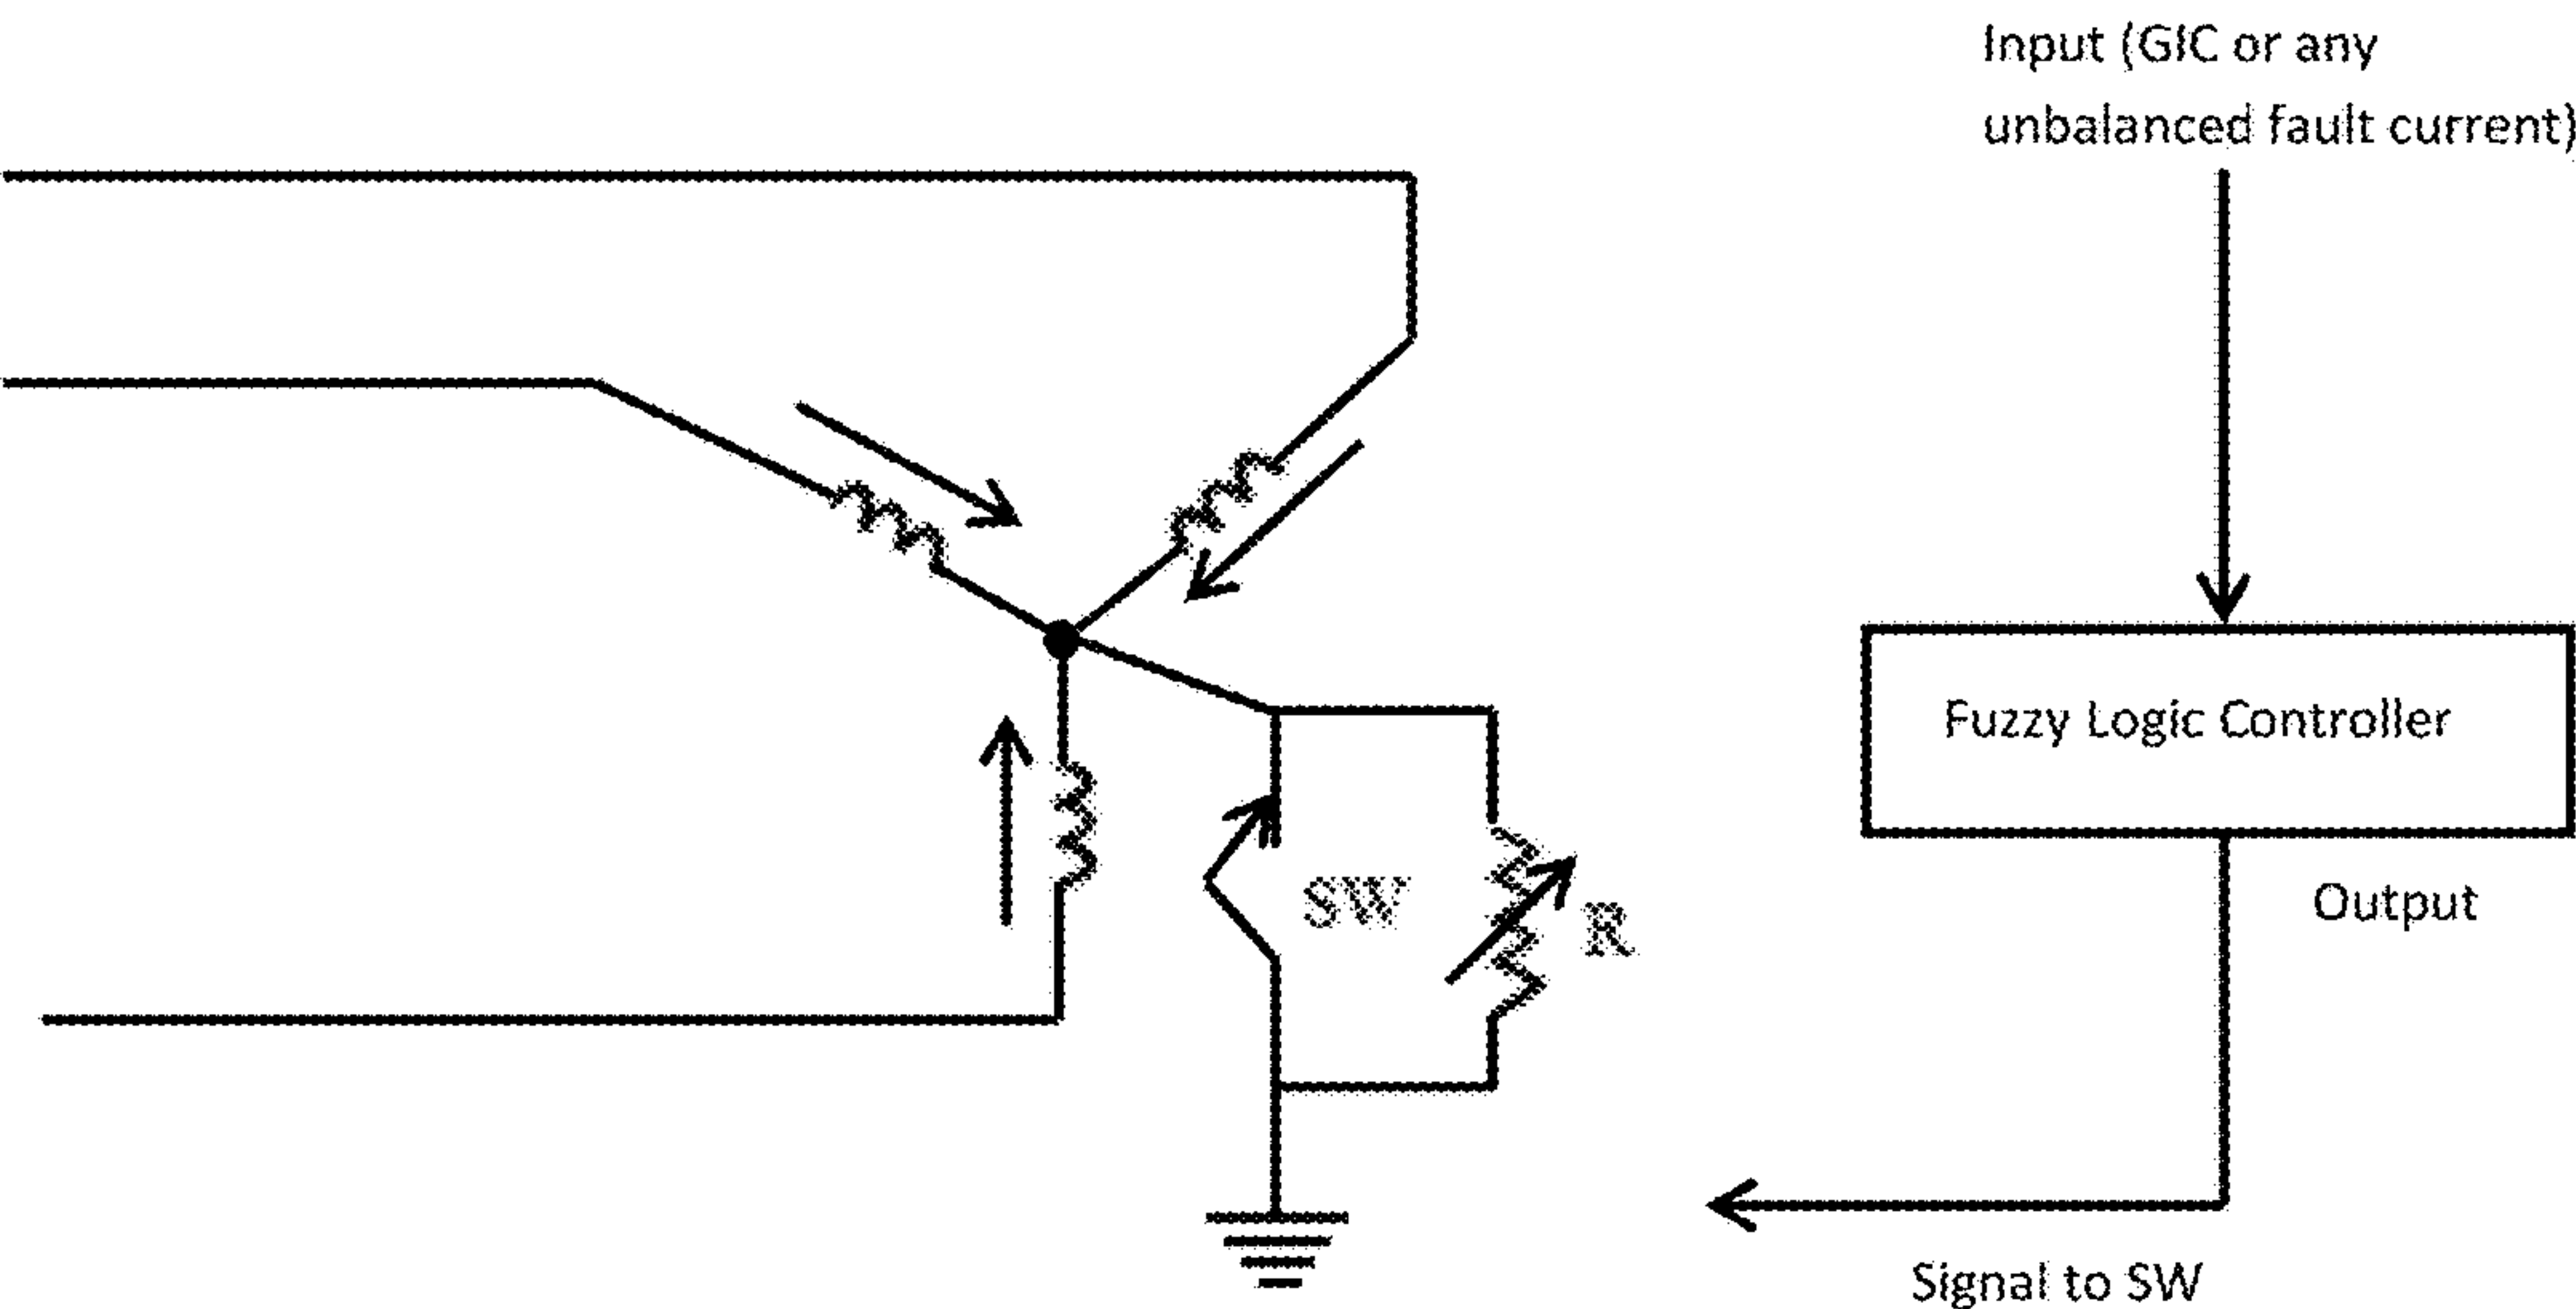 Input (GIC or any
unbalanced fault current)
Fuzzy Logic Controller
SW
R
Output
Signal to SW